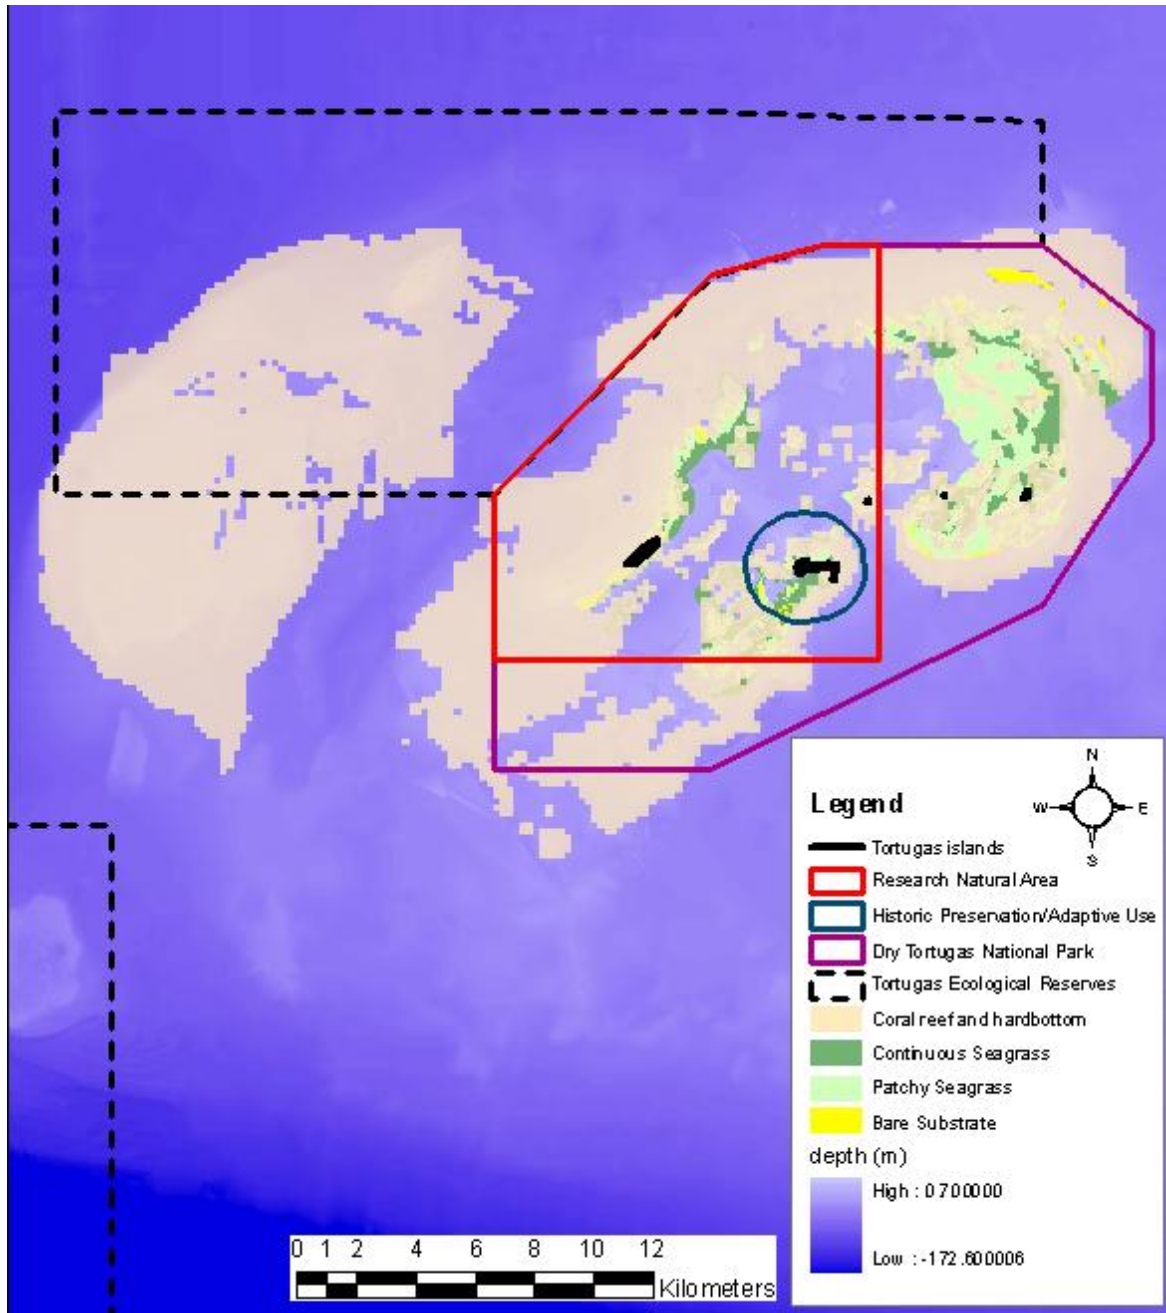 N
Legend
W E
S
Tortugas islands
Research Natural Area
Historic Preservation/Adaptive Use
Dry Tortugas National Park
Tortugas Ecological Reserves
Coral reef and hardbottom
Continuous Seagrass
Patchy Seagrass
Bare Substrate
depth (m)
High : 0.700000
Low : -172.600006
0 1 2 4 6 8 10 12
Kilometers